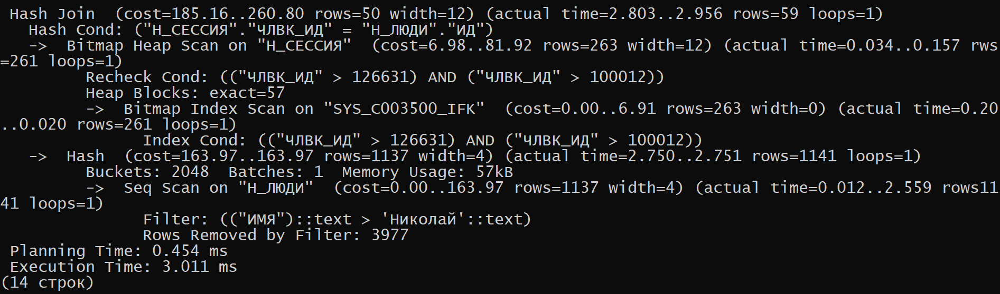 Hash Join  (cost=185.16..260.80 rows=50 width=12) (actual time=2.803..2.956 rows=59 loops=1)
Hash Cond: ("Н_СЕССИЯ"."ЧЛВК_ИД" = "Н_ЛЮДИ"."ИД")
->  Bitmap Heap Scan on "Н_СЕССИЯ"  (cost=6.98..81.92 rows=263 width=12) (actual time=0.034..0.157 rws
=261 loops=1)
Recheck Cond: (("ЧЛВК_ИД" > 126631) AND ("ЧЛВК_ИД" > 100012))
Heap Blocks: exact=57
->  Bitmap Index Scan on "SYS_C003500_IFK"  (cost=0.00..6.91 rows=263 width=0) (actual time=0.20
..0.020 rows=261 loops=1)
Index Cond: (("ЧЛВК_ИД" > 126631) AND ("ЧЛВК_ИД" > 100012))
->  Hash  (cost=163.97..163.97 rows=1137 width=4) (actual time=2.750..2.751 rows=1141 loops=1)
Buckets: 2048  Batches: 1  Memory Usage: 57kB
->  Seq Scan on "Н_ЛЮДИ"  (cost=0.00..163.97 rows=1137 width=4) (actual time=0.012..2.559 rows11
41 loops=1)
Filter: (("ИМЯ")::text > 'Николай'::text)
Rows Removed by Filter: 3977
Planning Time: 0.454 ms
Execution Time: 3.011 ms
(14 строк)